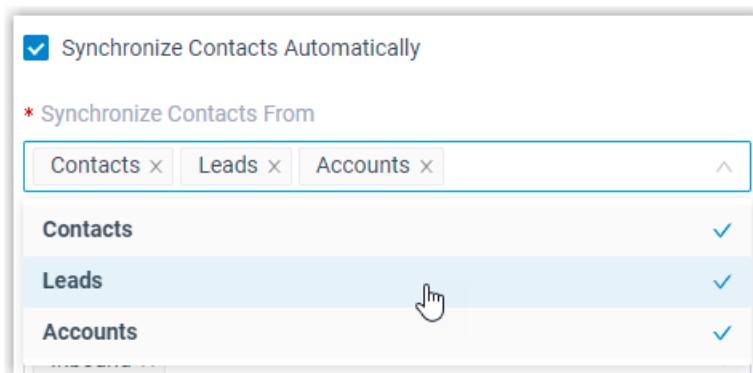 Synchronize Contacts Automatically
* Synchronize Contacts From
Contacts × Leads × Accounts ×
Contacts
Leads
Accounts